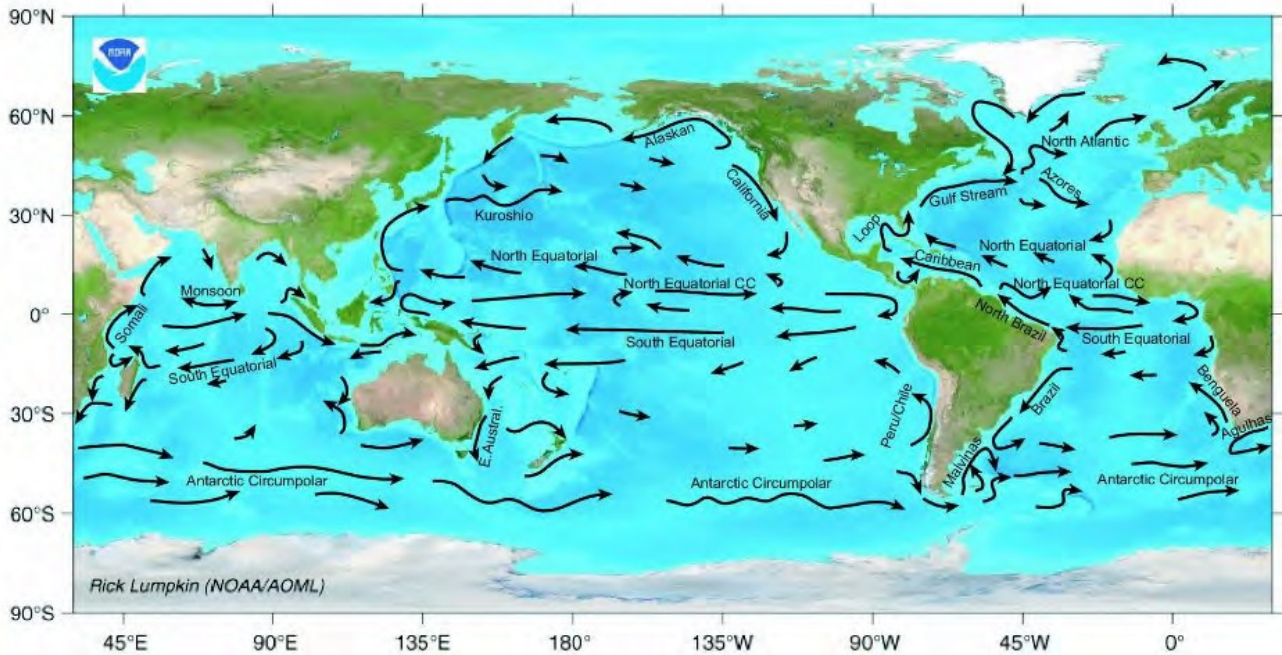 90°N
NOAA
60°N
Alaskan
North Atlantic
California
Azores
Gulf Stream
30°N
Kuroshio
Loop
North Equatorial
North Equatorial
Caribbean
Monsoon
North Equatorial CC
North Equatorial CC
0°
Somali
North Brazil
South Equatorial
South Equatorial
South Equatorial
Benguela
Brazil
30°S
Peru/Chile
E.Austral.
Agulhas
Malvinas
Antarctic Circumpolar
Antarctic Circumpolar
Antarctic Circumpolar
60°S
Rick Lumpkin (NOAA/AOML)
90°S
45°E
90°E
135°E
180°
135°W
90°W
45°W
0°